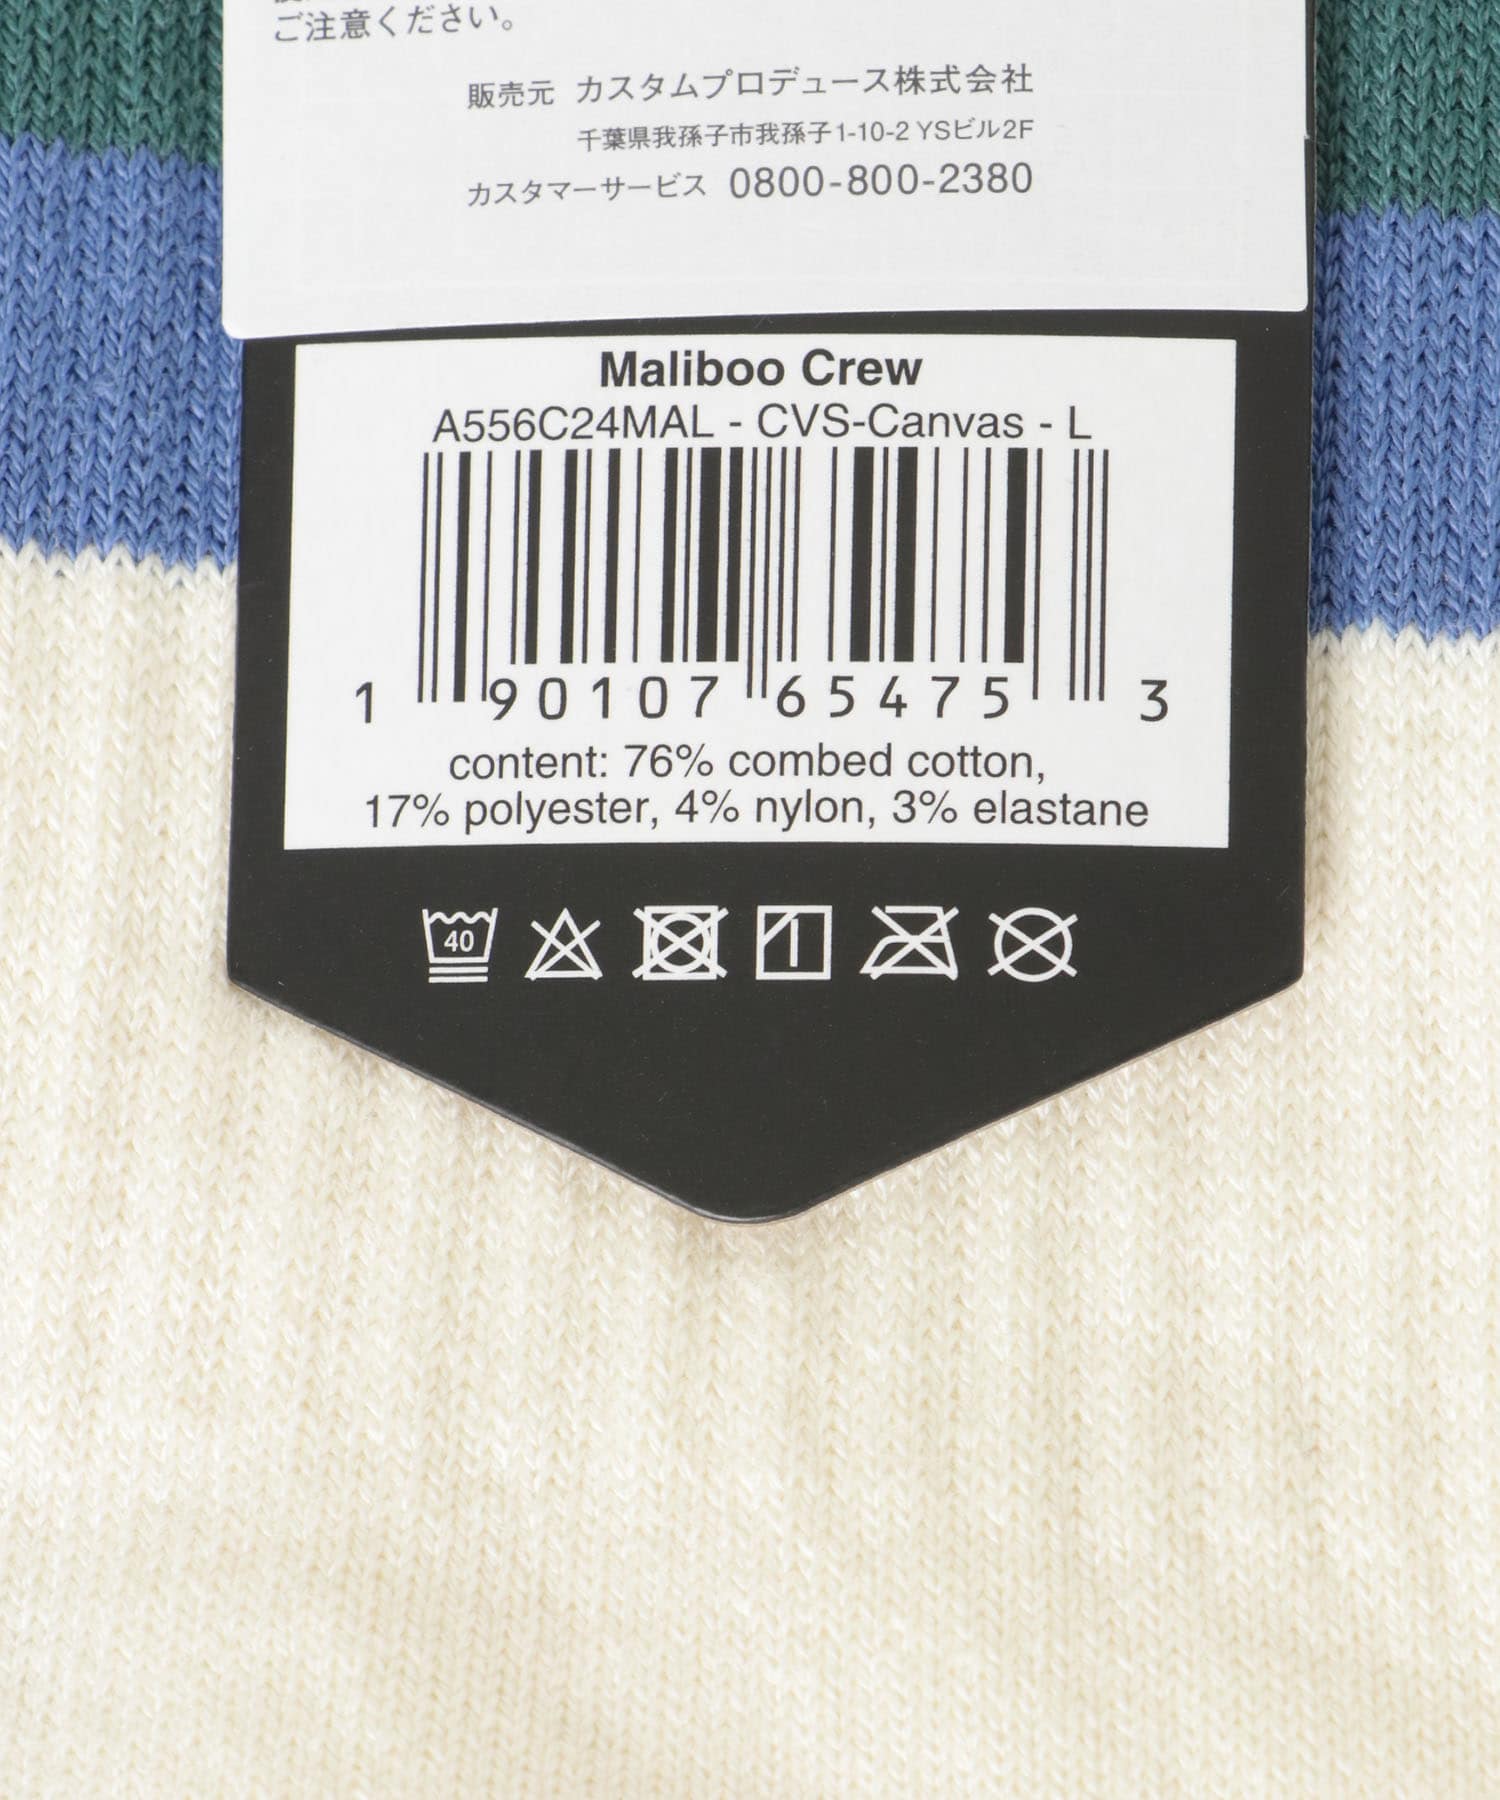 ご注意ください。
販売元 カスタムプロデュース株式会社
千葉県我孫子市我孫子1-10-2 YSビル2F
カスタマーサービス 0800-800-2380
Maliboo Crew
A556C24MAL - CVS-Canvas - L
1 90107 65475 3
content: 76% combed cotton,
17% polyester, 4% nylon, 3% elastane
40